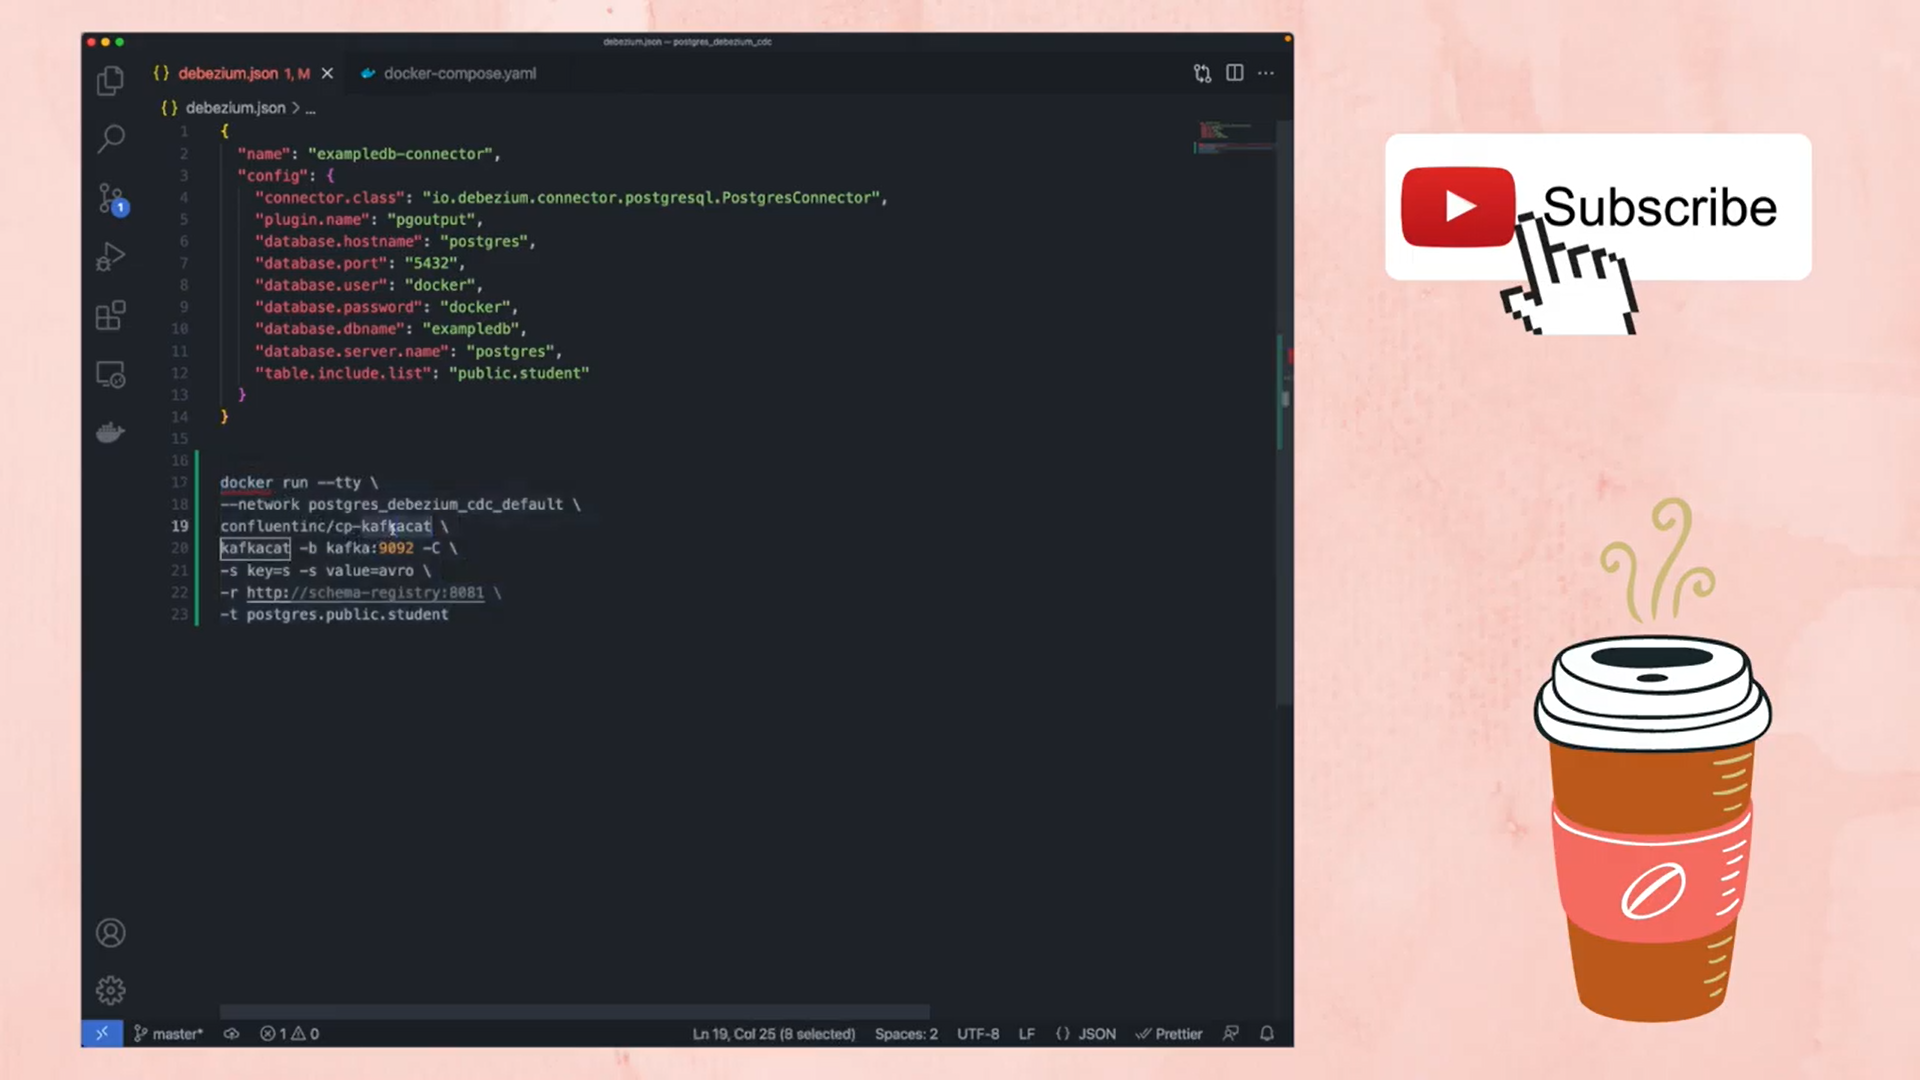 debezium.json — postgres_debezium_cdc
{} debezium.json 1, M × docker-compose.yaml ...
{} debezium.json > ...
1 {
2 "name": "exampledb-connector",
3 "config": {
4 "connector.class": "io.debezium.connector.postgresql.PostgresConnector",
5 "plugin.name": "pgoutput",
6 "database.hostname": "postgres",
7 "database.port": "5432",
8 "database.user": "docker",
9 "database.password": "docker",
10 "database.dbname": "exampledb",
11 "database.server.name": "postgres",
12 "table.include.list": "public.student"
13 }
14 }
15
16
17 docker run --tty \
18 --network postgres_debezium_cdc_default \
19 confluentinc/cp-kafkacat \
20 kafkacat -b kafka:9092 -C \
21 -s key=s -s value=avro \
22 -r http://schema-registry:8081 \
23 -t postgres.public.student
1
master* 1 0 Ln 19, Col 25 (8 selected) Spaces: 2 UTF-8 LF {} JSON Prettier
Subscribe